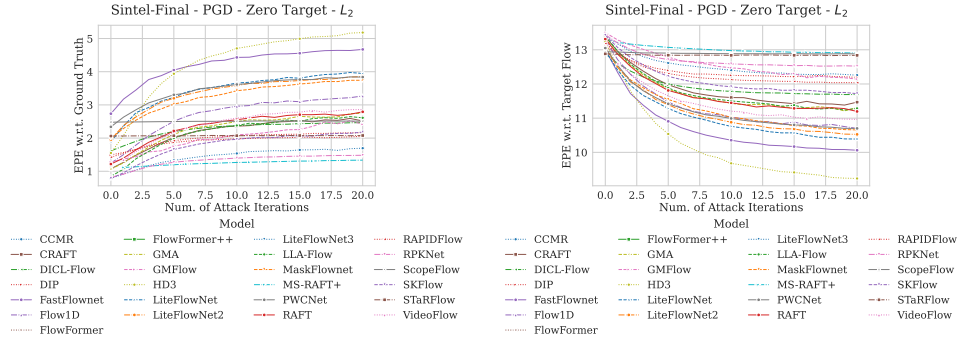 Sintel-Final - PGD - Zero Target - L2
EPE w.r.t. Ground Truth
5
4
3
2
1
0.0 2.5 5.0 7.5 10.0 12.5 15.0 17.5 20.0
Num. of Attack Iterations
Model
CCMR FlowFormer++ LiteFlowNet3 RAPIDFlow
CRAFT GMA LLA-Flow RPKNet
DICL-Flow GMFlow MaskFlownet ScopeFlow
DIP HD3 MS-RAFT+ SKFlow
FastFlownet LiteFlowNet PWCNet STaRFlow
Flow1D LiteFlowNet2 RAFT VideoFlow
FlowFormer
Sintel-Final - PGD - Zero Target - L2
EPE w.r.t. Target Flow
13
12
11
10
0.0 2.5 5.0 7.5 10.0 12.5 15.0 17.5 20.0
Num. of Attack Iterations
Model
CCMR FlowFormer++ LiteFlowNet3 RAPIDFlow
CRAFT GMA LLA-Flow RPKNet
DICL-Flow GMFlow MaskFlownet ScopeFlow
DIP HD3 MS-RAFT+ SKFlow
FastFlownet LiteFlowNet PWCNet STaRFlow
Flow1D LiteFlowNet2 RAFT VideoFlow
FlowFormer